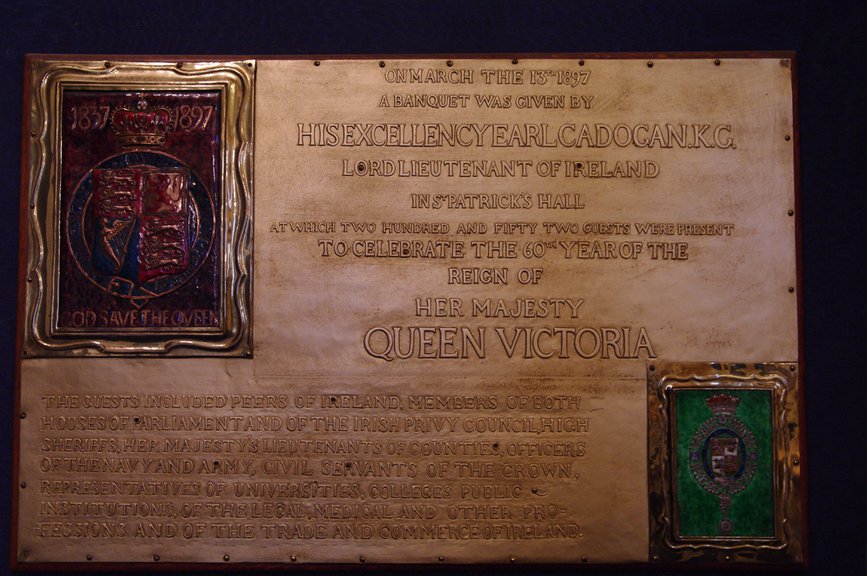 1837 1897
GOD SAVE THE QVEEN
ON MARCH THE 13TH 1897
A BANQUET WAS GIVEN BY
HIS EXCELLENCY EARL CADOGAN. K.G.
LORD LIEUTENANT OF IRELAND
IN ST PATRICK'S HALL
AT WHICH TWO HUNDRED AND FIFTY TWO GUESTS WERE PRESENT
TO CELEBRATE THE 60 YEAR OF THE
REIGN OF
HER MAJESTY
QUEEN VICTORIA
THE GUESTS INCLUDED PEERS OF IRELAND, MEMBERS OF BOTH
HOUSES OF PARLIAMENT AND OF THE IRISH PRIVY COUNCIL, HIGH
SHERIFFS, HER MAJESTY'S LIEUTENANTS OF COUNTIES, OFFICERS
OF THE NAVY AND ARMY, CIVIL SERVANTS OF THE CROWN,
REPRESENTATIVES OF UNIVERSITIES, COLLEGES PUBLIC
INSTITUTIONS, OF THE LEGAL, MEDICAL AND OTHER PRO-
FESSIONS AND OF THE TRADE AND COMMERCE OF IRELAND.